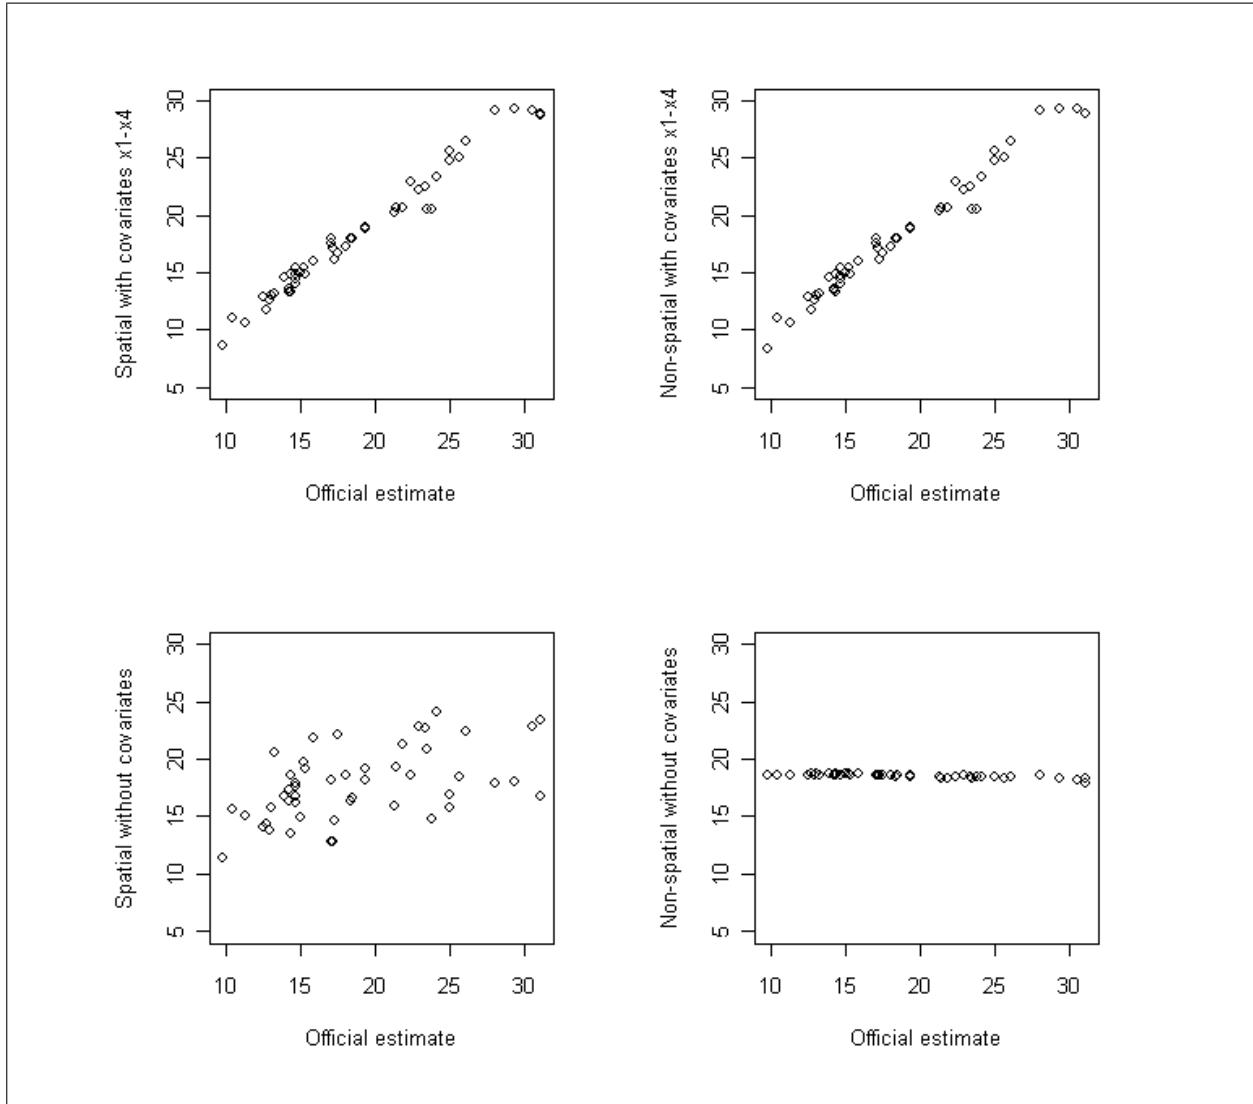 Spatial with covariates x1-x4
30
25
20
15
10
5
10 15 20 25 30
Official estimate
Non-spatial with covariates x1-x4
30
25
20
15
10
5
10 15 20 25 30
Official estimate
Spatial without covariates
30
25
20
15
10
5
10 15 20 25 30
Official estimate
Non-spatial without covariates
30
25
20
15
10
5
10 15 20 25 30
Official estimate